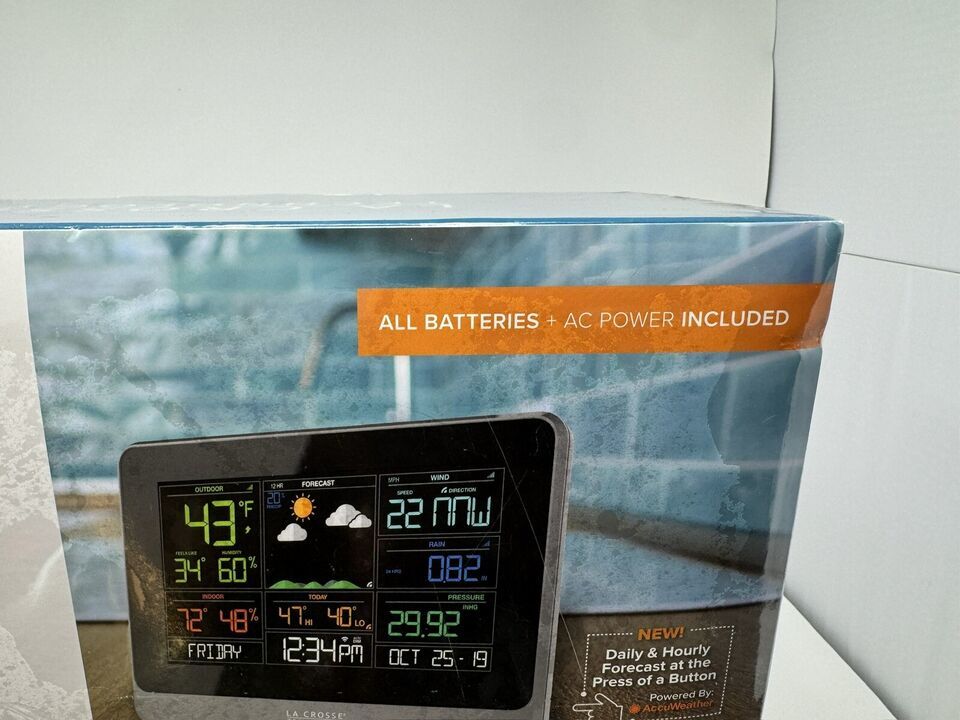 ALL BATTERIES + AC POWER INCLUDED
OUTDOOR
43°F
FEELS LIKE HUMIDITY
34° 60%
12 HR FORECAST
20%
MPH WIND
SPEED DIRECTION
22 NNW
RAIN
24 HRS 0.82 IN
INDOOR
72° 48%
TODAY
47° HI 40° LO
PRESSURE
INHG
29.92
FRIDAY
12:34PM
OCT 25-19
LA CROSSE
NEW!
Daily & Hourly
Forecast at the
Press of a Button
Powered By:
AccuWeather